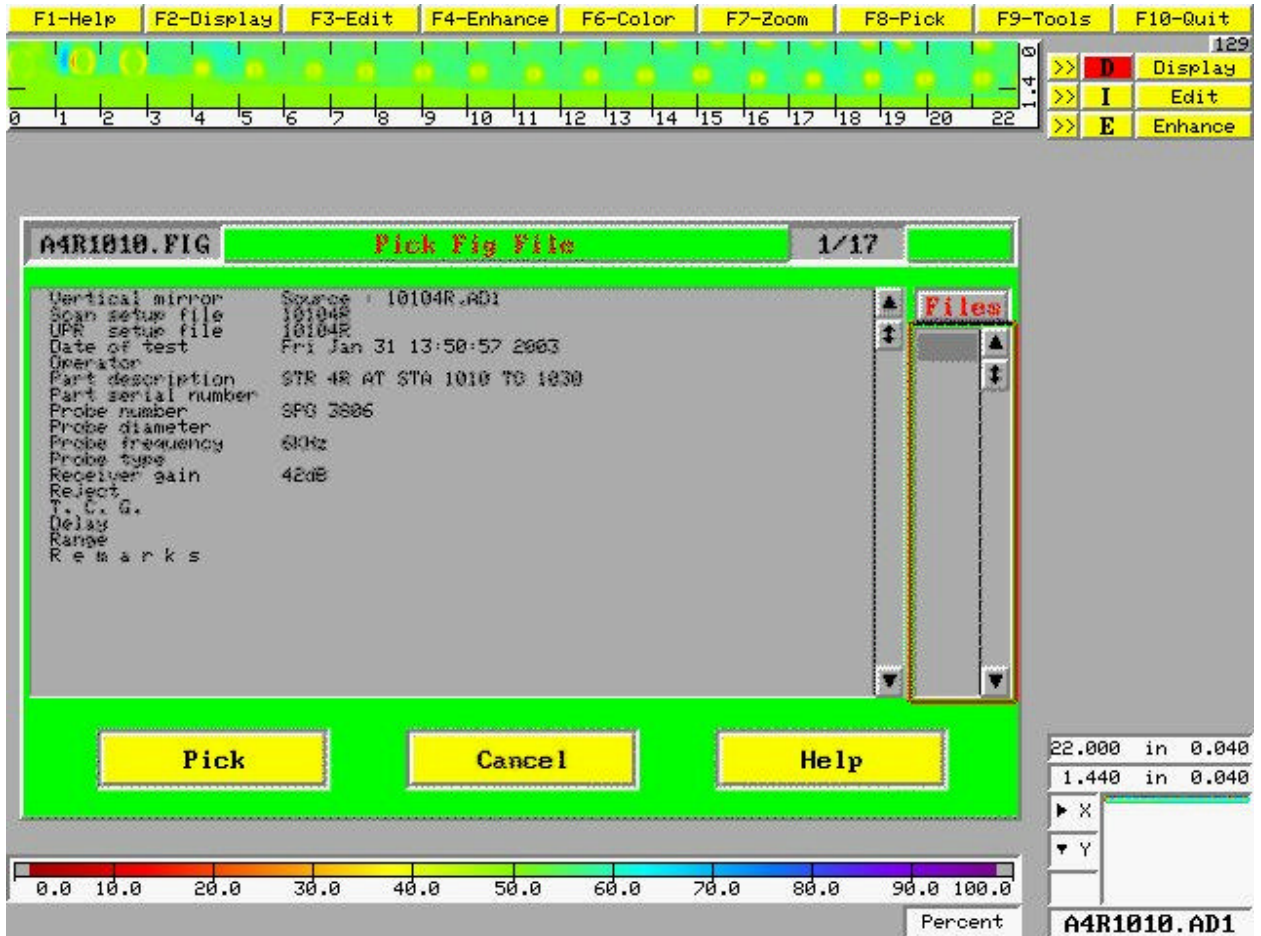 F1-Help F2-Display F3-Edit F4-Enhance F6-Color F7-Zoom F8-Pick F9-Tools F10-Quit
129
>> D Display
>> I Edit
>> E Enhance
1.4 0
0 1 2 3 4 5 6 7 8 9 10 11 12 13 14 15 16 17 18 19 20 22
A4R1010.FIG Pick Fig File 1/17
Files
Vertical mirror Source : 10104R.AD1
Scan setup file 10104R
UPR setup file 10104R
Date of test Fri Jan 31 13:50:57 2003
Operator
Part description STR 4R AT STA 1010 TO 1030
Part serial number
Probe number SPO 3806
Probe diameter
Probe frequency 6KHz
Probe type
Receiver gain 42dB
Reject
T. C. G.
Delay
Range
R e m a r k s
Pick Cancel Help
22.000 in 0.040
1.440 in 0.040
X
Y
0.0 10.0 20.0 30.0 40.0 50.0 60.0 70.0 80.0 90.0 100.0
Percent
A4R1010.AD1